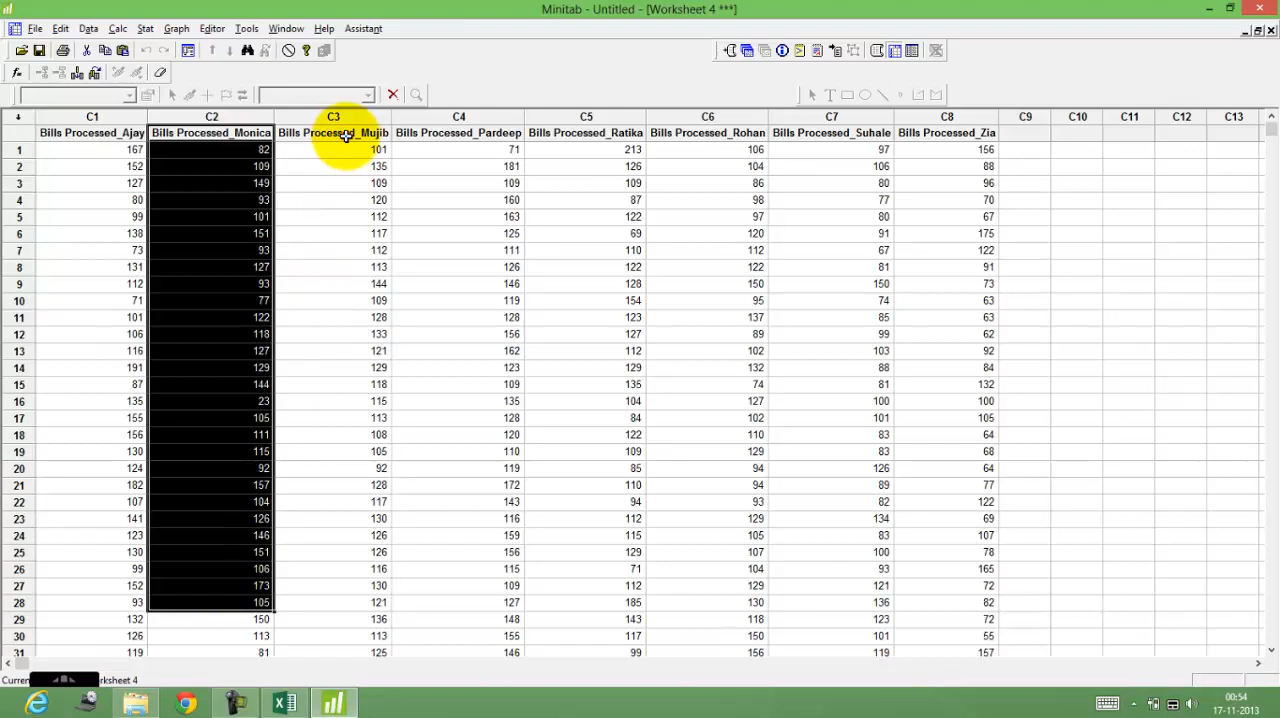 Minitab - Untitled - [Worksheet 4 ***]
File Edit Data Calc Stat Graph Editor Tools Window Help Assistant
C1 C2 C3 C4 C5 C6 C7 C8 C9 C10 C11 C12 C13
Bills Processed_Ajay Bills Processed_Monica Bills Processed_Mujib Bills Processed_Pardeep Bills Processed_Ratika Bills Processed_Rohan Bills Processed_Suhale Bills Processed_Zia
1 167 82 101 71 213 106 97 156
2 152 109 135 181 126 104 106 88
3 127 149 109 109 109 86 80 96
4 80 93 120 160 87 98 77 70
5 99 101 112 163 122 97 80 67
6 138 151 117 125 69 120 91 175
7 73 93 112 111 110 112 67 122
8 131 127 113 126 122 122 81 91
9 112 93 144 146 128 150 150 73
10 71 77 109 119 154 95 74 63
11 101 122 128 128 123 137 85 63
12 106 118 133 156 127 89 99 62
13 116 127 121 162 112 102 103 92
14 191 129 129 123 129 132 88 84
15 87 144 118 109 135 74 81 132
16 135 23 115 135 104 127 100 100
17 155 105 113 128 84 102 101 105
18 156 111 108 120 122 110 83 64
19 130 115 105 110 109 129 83 68
20 124 92 92 119 85 94 126 64
21 182 157 128 172 110 94 89 77
22 107 104 117 143 94 93 82 122
23 141 126 130 116 112 129 134 69
24 123 146 126 159 115 105 83 107
25 130 151 126 156 129 107 100 78
26 99 106 116 115 71 104 93 165
27 152 173 130 109 112 129 121 72
28 93 105 121 127 185 130 136 82
29 132 150 136 148 143 118 123 72
30 126 113 113 155 117 150 101 55
31 119 81 125 146 99 156 119 157
Curren rksheet 4
00:54
17-11-2013